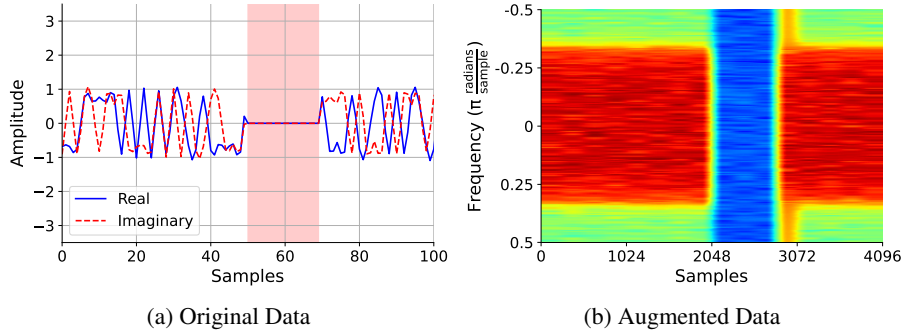 3
2
1
0
−1
−2
−3
Amplitude
Real
Imaginary
0 20 40 60 80 100
Samples
(a) Original Data
-0.5
-0.25
0
0.25
0.5
Frequency (π radians/sample)
0 1024 2048 3072 4096
Samples
(b) Augmented Data